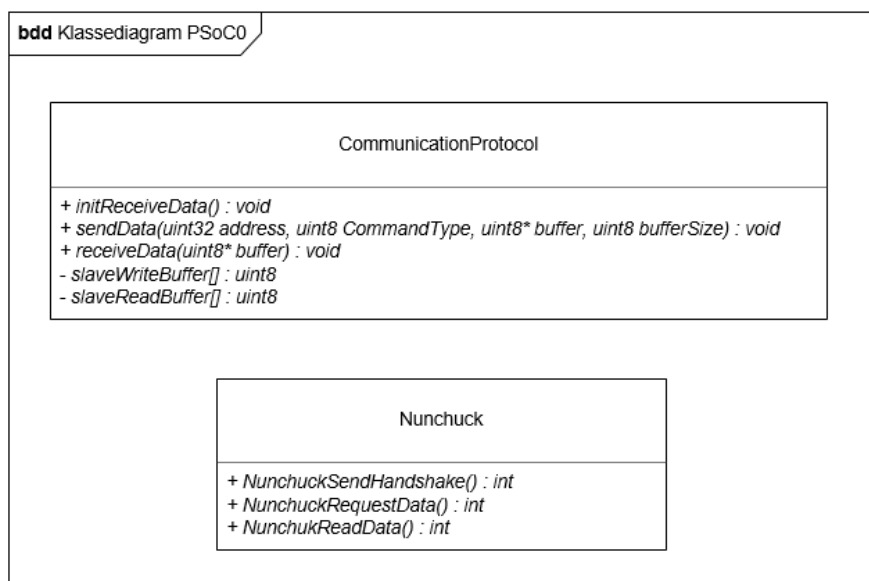 bdd Klassediagram PSoC0
CommunicationProtocol
+ initReceiveData() : void
+ sendData(uint32 address, uint8 CommandType, uint8* buffer, uint8 bufferSize) : void
+ receiveData(uint8* buffer) : void
- slaveWriteBuffer[] : uint8
- slaveReadBuffer[] : uint8
Nunchuck
+ NunchuckSendHandshake() : int
+ NunchuckRequestData() : int
+ NunchukReadData() : int